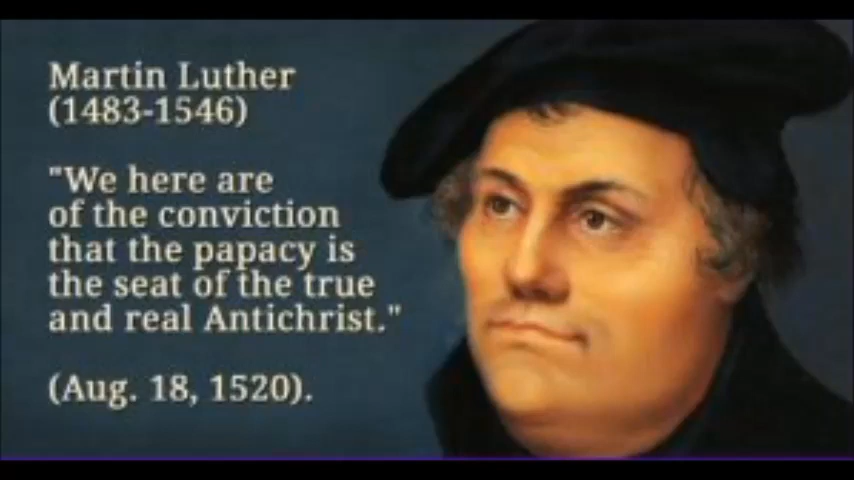 Martin Luther
(1483-1546)
"We here are
of the conviction
that the papacy is
the seat of the true
and real Antichrist."
(Aug. 18, 1520).